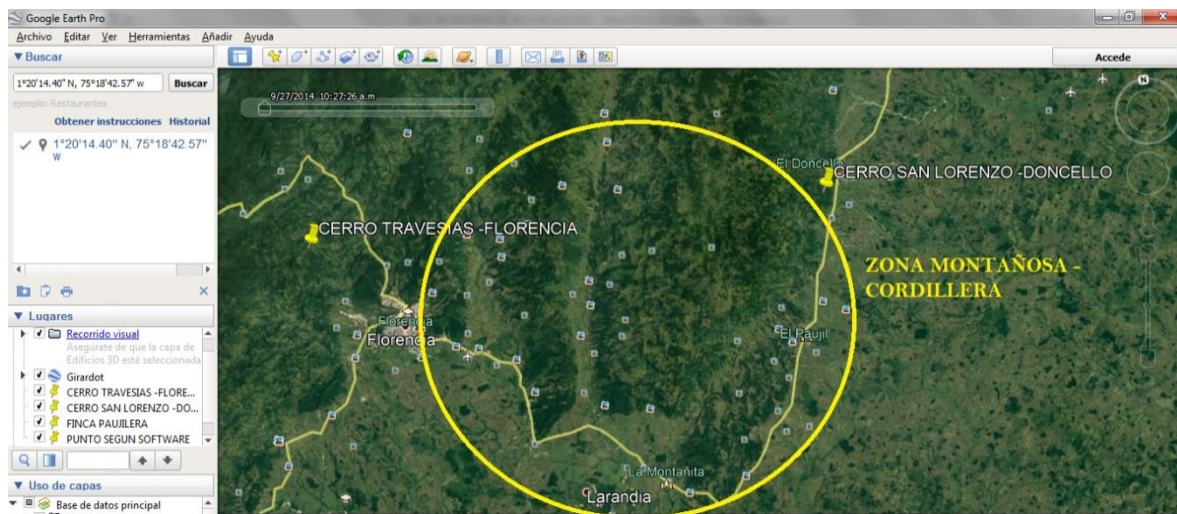 Google Earth Pro
Archivo Editar Ver Herramientas Añadir Ayuda
▼ Buscar
1°20'14.40" N, 75°18'42.57" w
Buscar
ejemplo: Restaurantes
Obtener instrucciones Historial
1°20'14.40" N, 75°18'42.57"
w
▼ Lugares
Recorrido visual
Asegúrate de que la capa de
Edificios 3D esté seleccionada
Girardot
CERRO TRAVESIAS -FLORE...
CERRO SAN LORENZO -DO...
FINCA PAUJILERA
PUNTO SEGUN SOFTWARE
▼ Uso de capas
Base de datos principal
Accede
9/27/2014 10:27:26 a.m.
N
El Doncello
CERRO SAN LORENZO -DONCELLO
CERRO TRAVESIAS -FLORENCIA
ZONA MONTAÑOSA -
CORDILLERA
Florencia
Florencia
El Paujil
La Montañita
Larandia